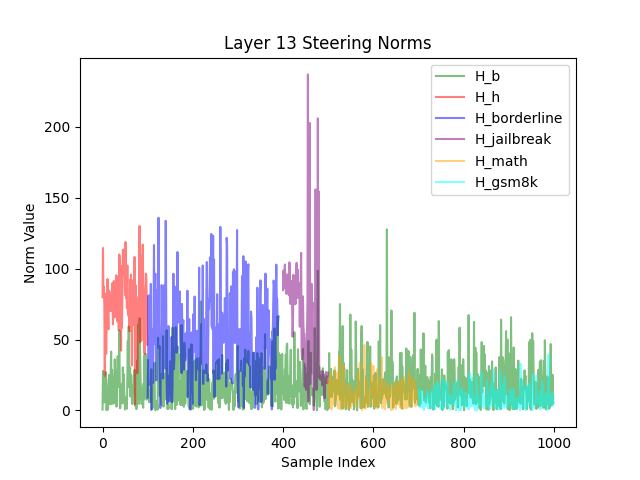 Layer 13 Steering Norms
H_b
H_h
H_borderline
H_jailbreak
H_math
H_gsm8k
Norm Value
200
150
100
50
0
0
200
400
600
800
1000
Sample Index